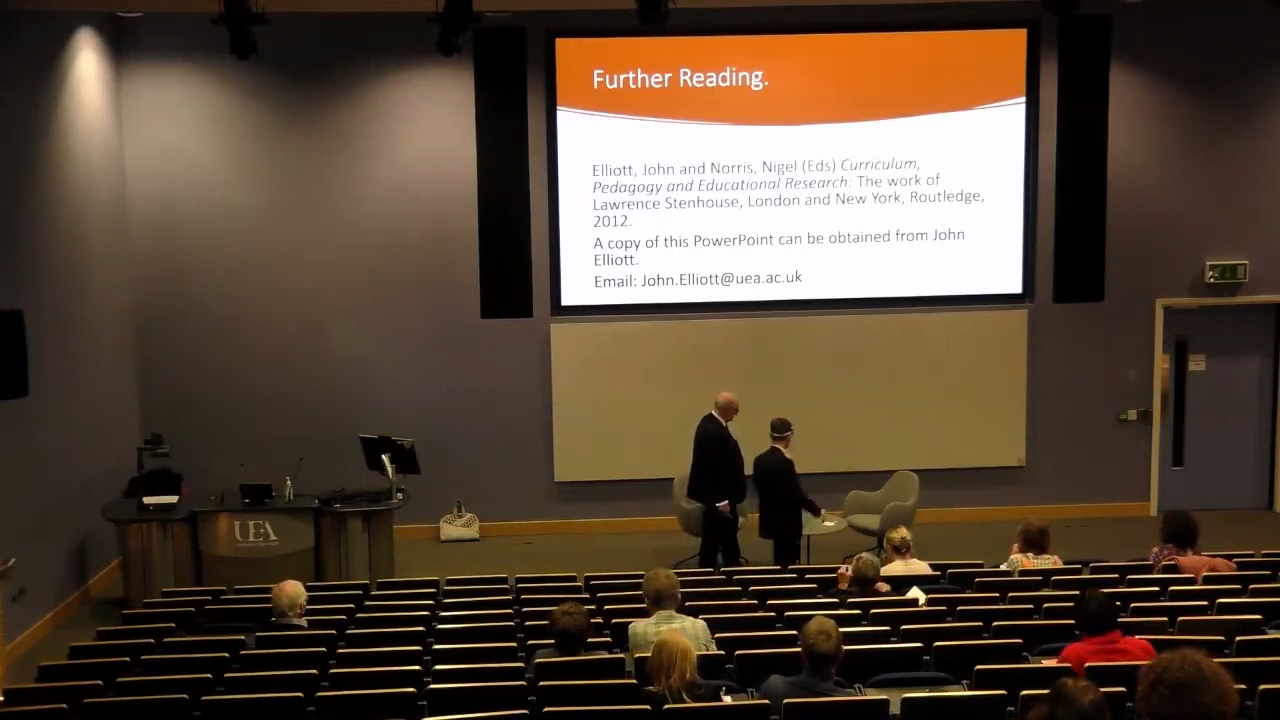 Further Reading.
Elliott, John and Norris, Nigel (Eds) Curriculum,
Pedagogy and Educational Research: The work of
Lawrence Stenhouse, London and New York, Routledge,
2012.
A copy of this PowerPoint can be obtained from John
Elliott.
Email: John.Elliott@uea.ac.uk
UEA